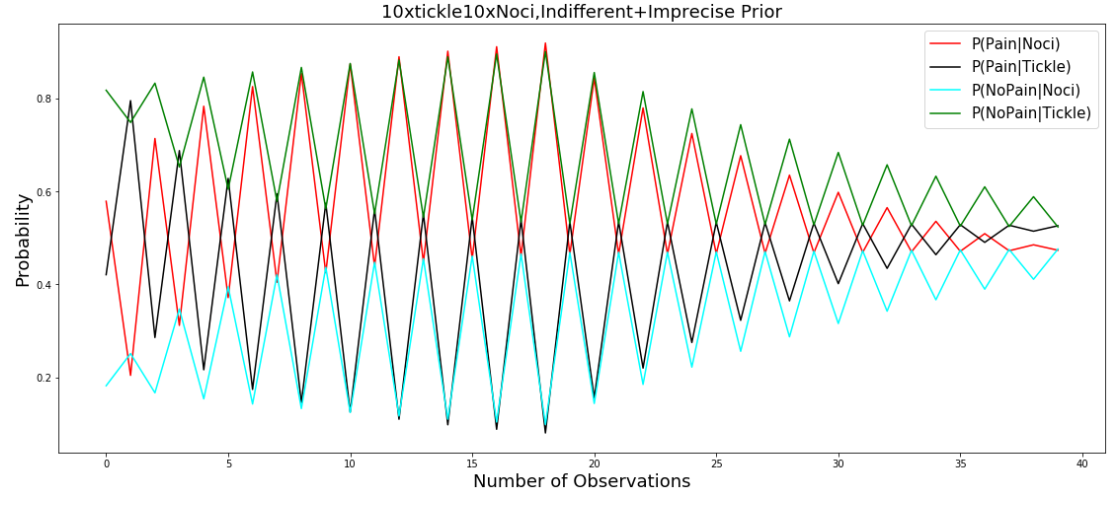 10xtickle10xNoci,Indifferent+Imprecise Prior
P(Pain|Noci)
P(Pain|Tickle)
P(NoPain|Noci)
P(NoPain|Tickle)
Probability
0.8
0.6
0.4
0.2
0 5 10 15 20 25 30 35 40
Number of Observations